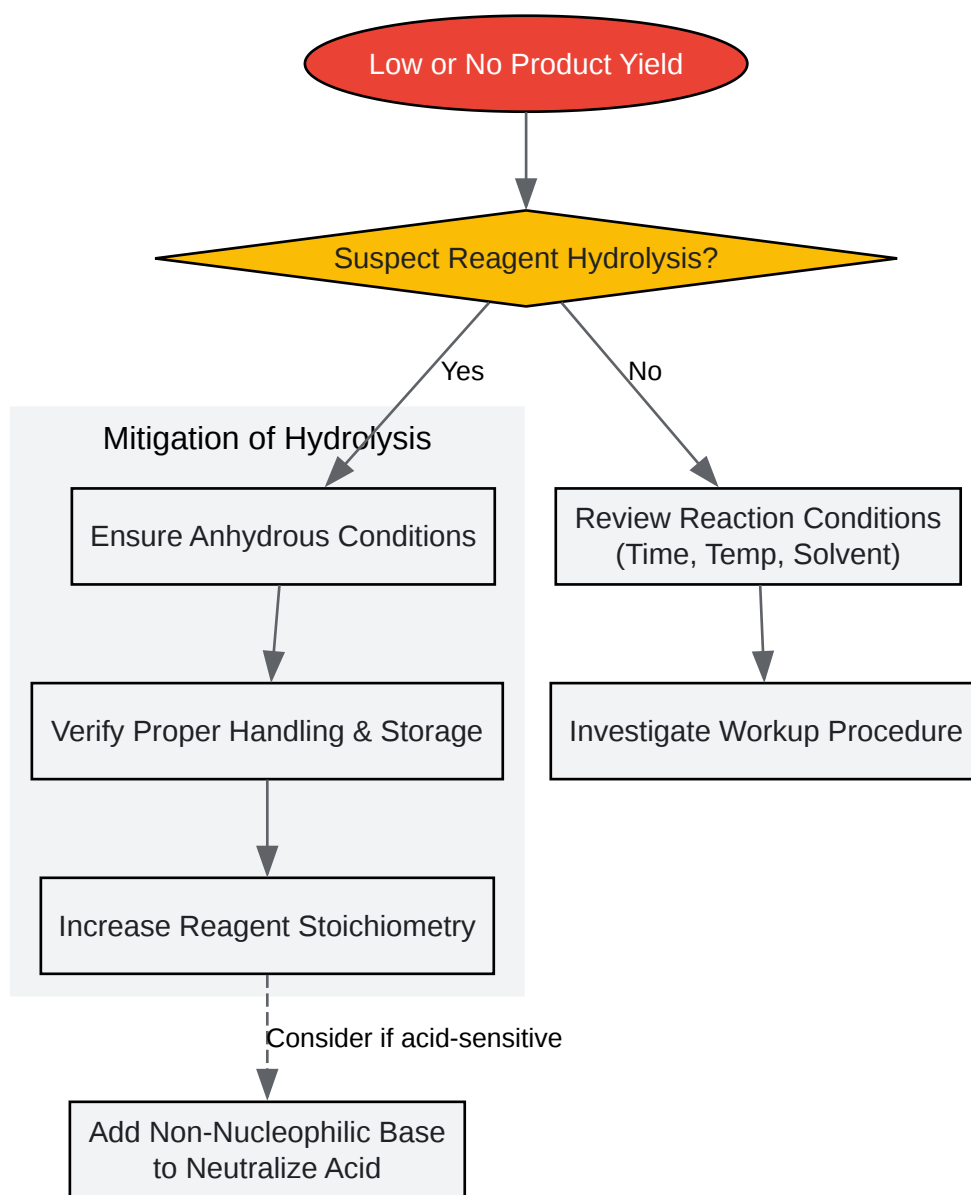 Low or No Product Yield
Suspect Reagent Hydrolysis?
Yes
No
Mitigation of Hydrolysis
Ensure Anhydrous Conditions
Review Reaction Conditions
(Time, Temp, Solvent)
Verify Proper Handling & Storage
Investigate Workup Procedure
Increase Reagent Stoichiometry
Consider if acid-sensitive
Add Non-Nucleophilic Base
to Neutralize Acid